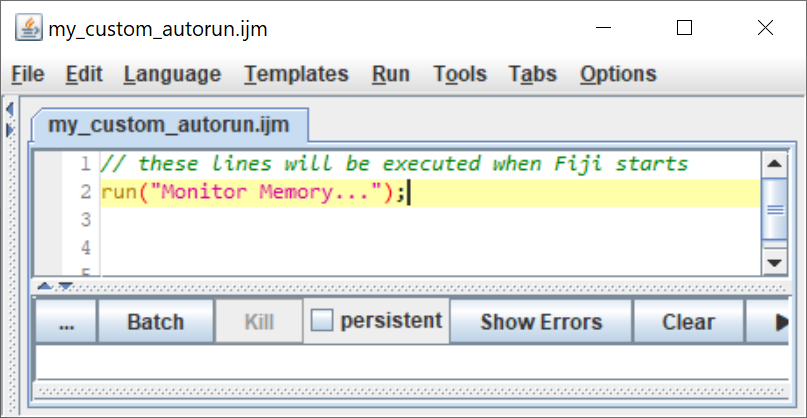 my_custom_autorun.ijm
File Edit Language Templates Run Tools Tabs Options
my_custom_autorun.ijm
1 // these lines will be executed when Fiji starts
2 run("Monitor Memory...");
3
4
5
... Batch Kill persistent Show Errors Clear